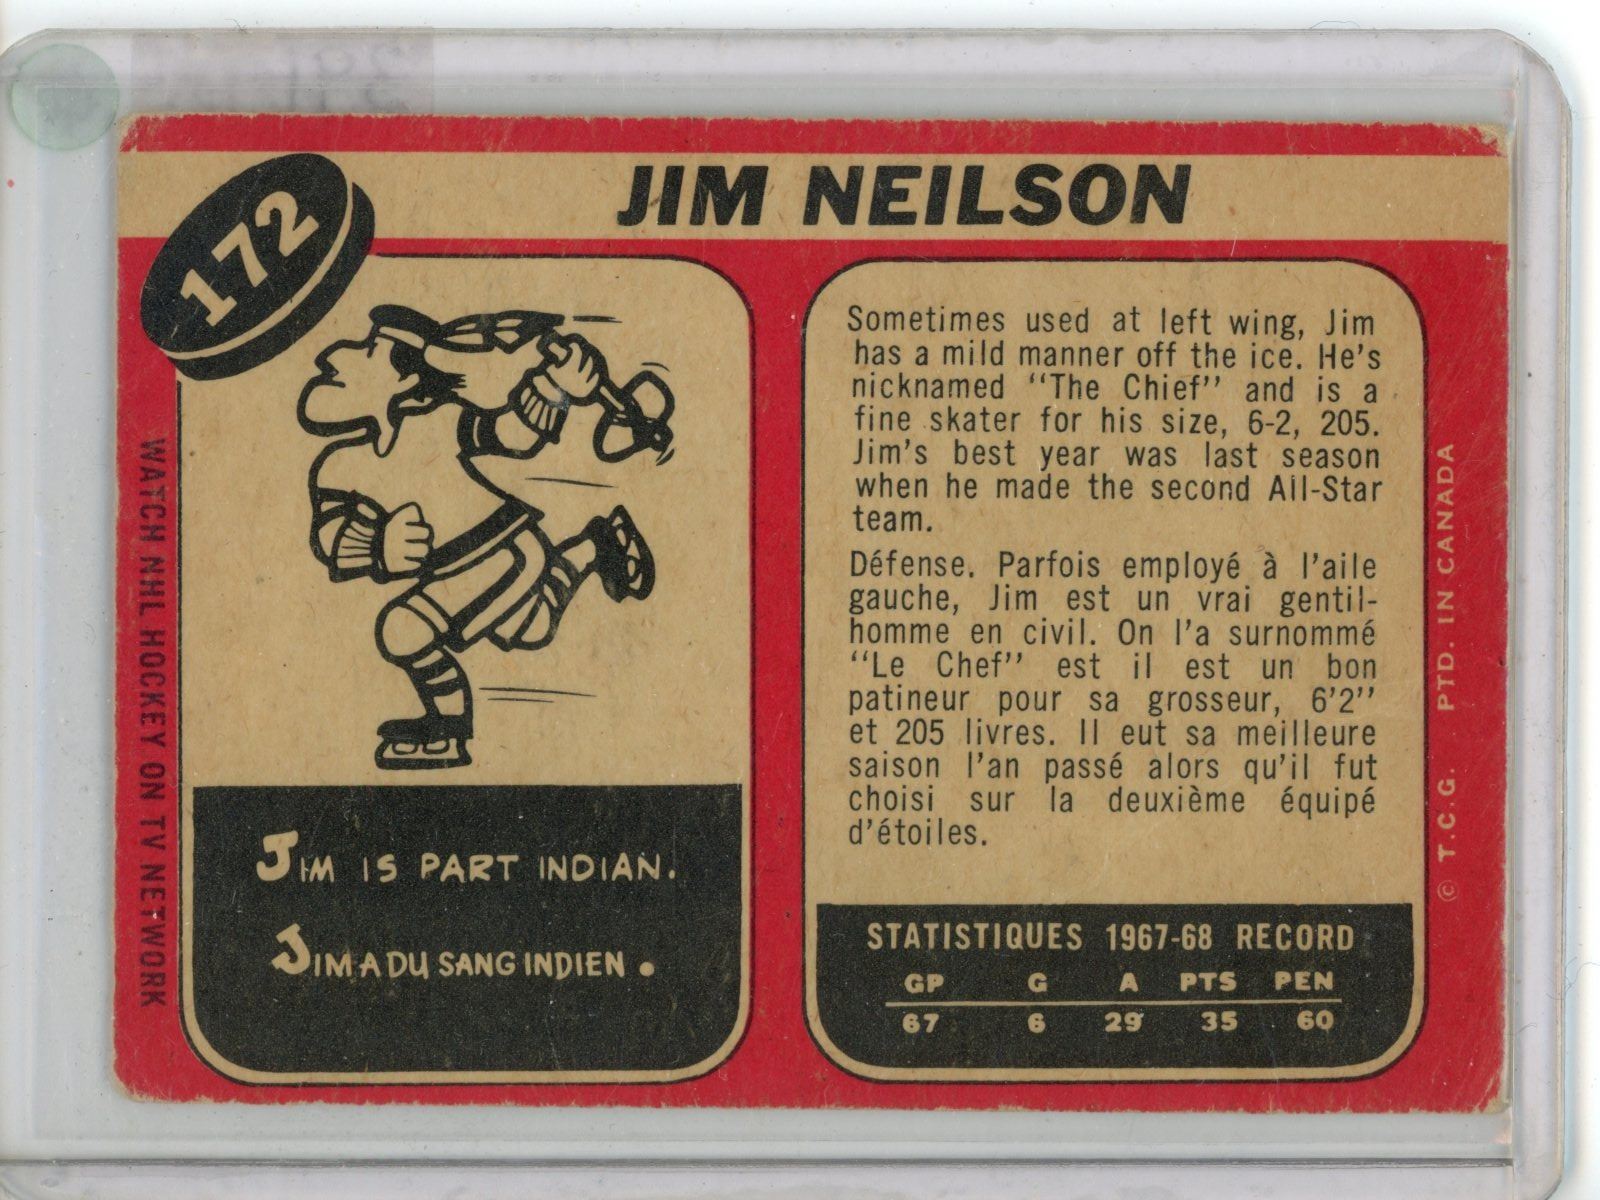 172
JIM NEILSON
WATCH NHL HOCKEY ON TV NETWORK
JIM IS PART INDIAN.
JIM A DU SANG INDIEN.
Sometimes used at left wing, Jim
has a mild manner off the ice. He's
nicknamed "The Chief" and is a
fine skater for his size, 6-2, 205.
Jim's best year was last season
when he made the second All-Star
team.
Défense. Parfois employé à l'aile
gauche, Jim est un vrai gentil-
homme en civil. On l'a surnommé
"Le Chef" est il est un bon
patineur pour sa grosseur, 6'2"
et 205 livres. Il eut sa meilleure
saison l'an passé alors qu'il fut
choisi sur la deuxième équipé
d'étoiles.
STATISTIQUES 1967-68 RECORD
GP G A PTS PEN
67 6 29 35 60
© T.C.G. PTD. IN CANADA